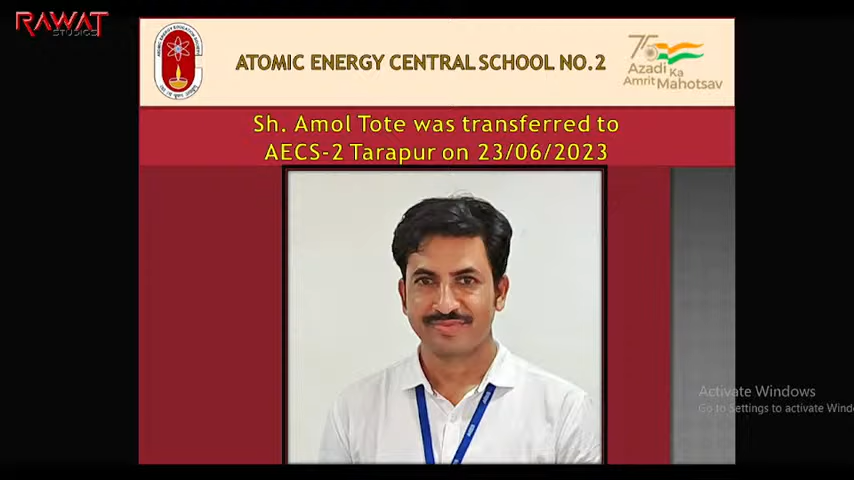 RAWAT
STUDIOS
ATOMIC ENERGY CENTRAL SCHOOL NO.2
75
Azadi Ka
Amrit Mahotsav
Sh. Amol Tote was transferred to
AECS-2 Tarapur on 23/06/2023
Activate Windows
Go to Settings to activate Wind